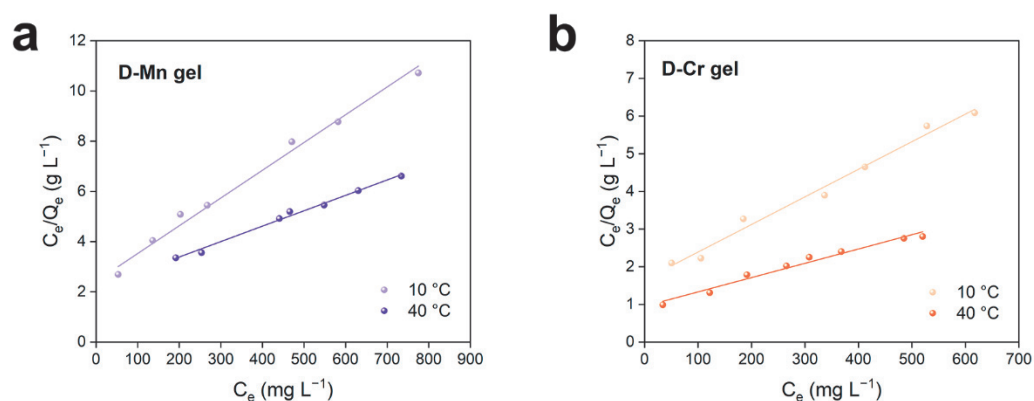 a
D-Mn gel
Cₑ/Qₑ (g L⁻¹)
12
10
8
6
4
2
0
0 100 200 300 400 500 600 700 800 900
Cₑ (mg L⁻¹)
10 °C
40 °C
b
D-Cr gel
Cₑ/Qₑ (g L⁻¹)
8
7
6
5
4
3
2
1
0
0 100 200 300 400 500 600 700
Cₑ (mg L⁻¹)
10 °C
40 °C